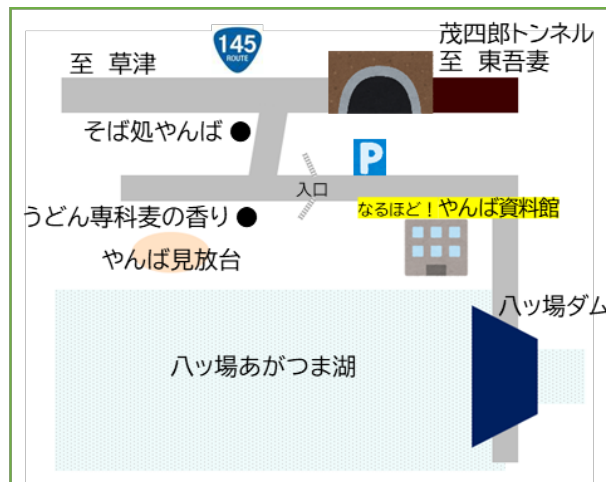 145
ROUTE
茂四郎トンネル
至 草津
至 東吾妻
そば処やんば
P
入口
うどん専科麦の香り
なるほど！やんば資料館
やんば見放台
八ッ場ダム
八ッ場あがつま湖